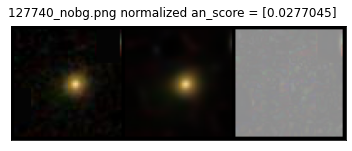 127740_nobg.png normalized an_score = [0.0277045]